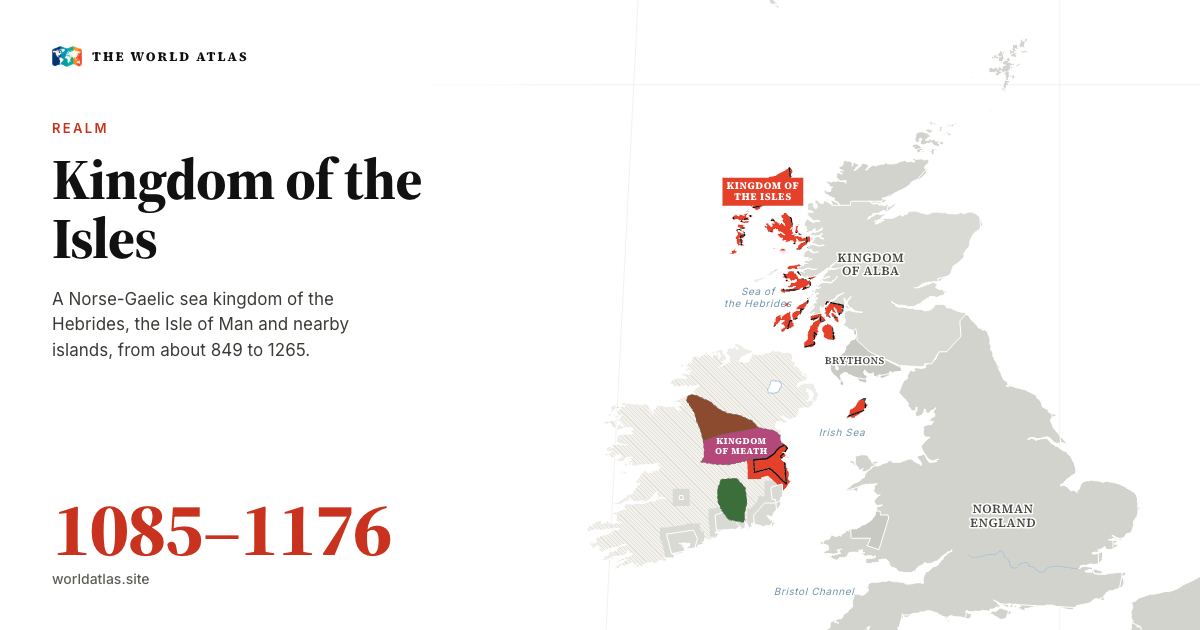 THE WORLD ATLAS
REALM
Kingdom of the
Isles
A Norse-Gaelic sea kingdom of the
Hebrides, the Isle of Man and nearby
islands, from about 849 to 1265.
1085–1176
worldatlas.site
KINGDOM OF
THE ISLES
KINGDOM
OF ALBA
Sea of
the Hebrides
BRYTHONS
Irish Sea
KINGDOM
OF MEATH
NORMAN
ENGLAND
Bristol Channel